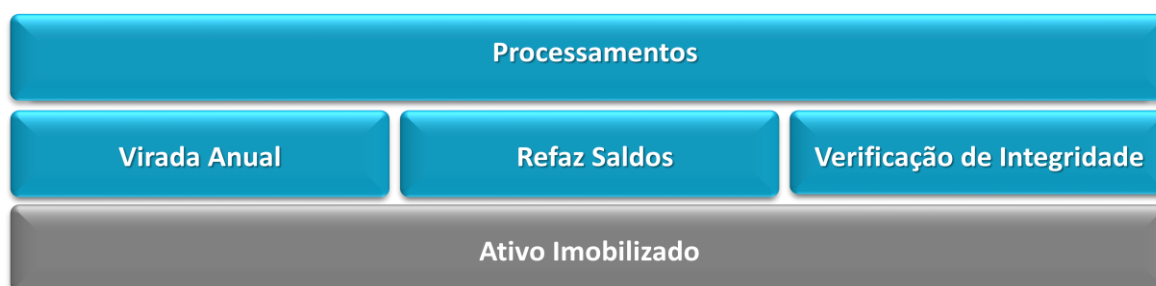 Processamentos
Virada Anual
Refaz Saldos
Verificação de Integridade
Ativo Imobilizado